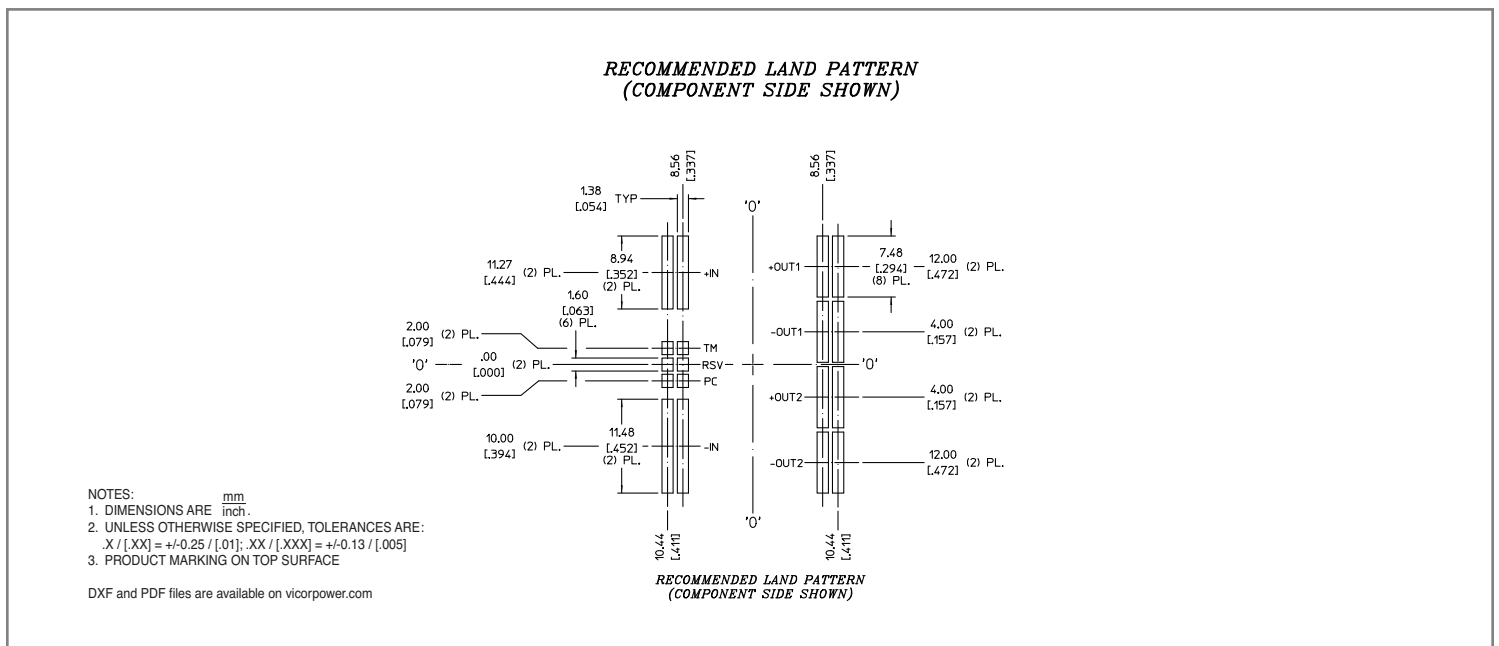 RECOMMENDED LAND PATTERN
(COMPONENT SIDE SHOWN)
8.56
[.337]
8.56
[.337]
1.38
[.054]
TYP
'0'
11.27
[.444]
(2) PL.
8.94
[.352]
(2) PL.
+IN
+OUT1
7.48
[.294]
(8) PL.
12.00
[.472]
(2) PL.
1.60
[.063]
(6) PL.
2.00
[.079]
(2) PL.
TM
-OUT1
4.00
[.157]
(2) PL.
'0'
.00
[.000]
(2) PL.
RSV
'0'
2.00
[.079]
(2) PL.
PC
+OUT2
4.00
[.157]
(2) PL.
10.00
[.394]
(2) PL.
11.48
[.452]
(2) PL.
-IN
-OUT2
12.00
[.472]
(2) PL.
'0'
10.44
[.411]
10.44
[.411]
RECOMMENDED LAND PATTERN
(COMPONENT SIDE SHOWN)
NOTES:
1. DIMENSIONS ARE mm
inch.
2. UNLESS OTHERWISE SPECIFIED, TOLERANCES ARE:
.X / [.XX] = +/-0.25 / [.01]; .XX / [.XXX] = +/-0.13 / [.005]
3. PRODUCT MARKING ON TOP SURFACE
DXF and PDF files are available on vicorpower.com